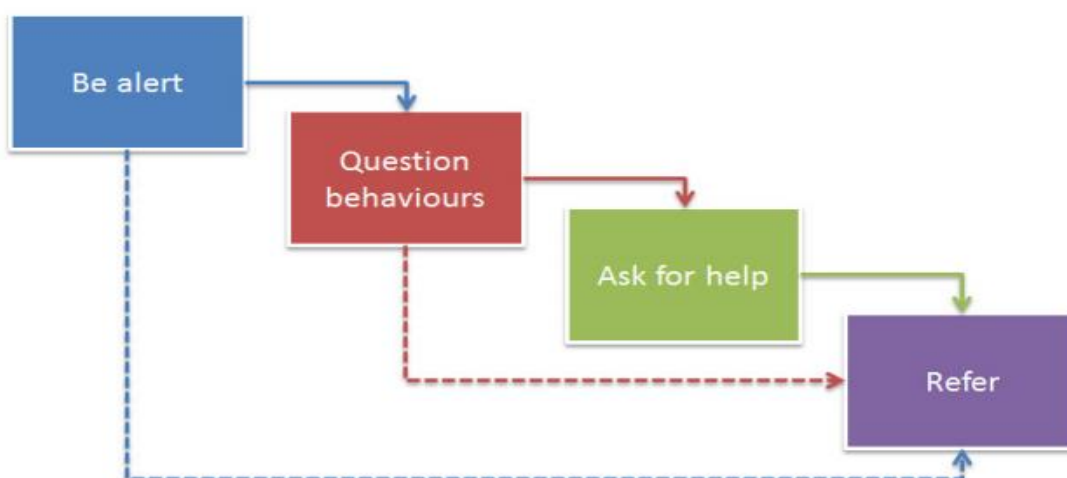 Be alert
Question
behaviours
Ask for help
Refer